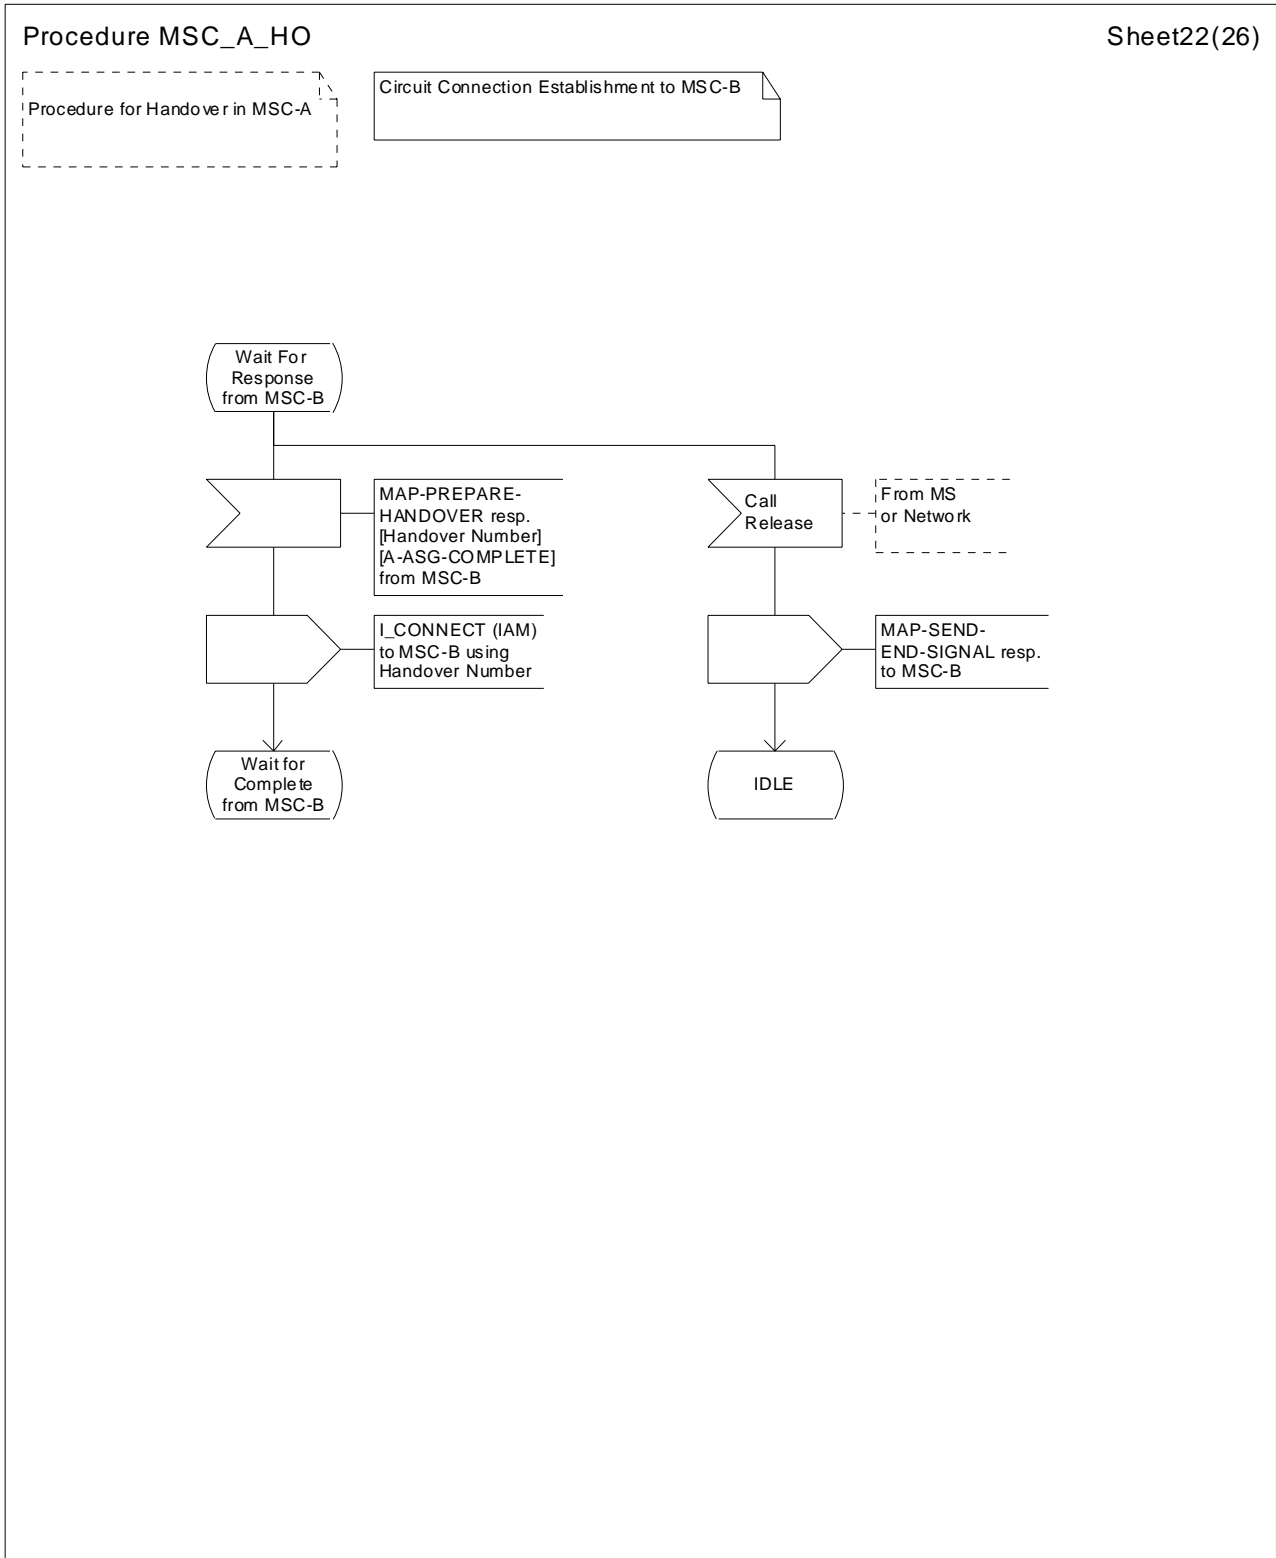 Procedure MSC_A_HO
Sheet22(26)
Procedure for Handover in MSC-A
Circuit Connection Establishment to MSC-B
Wait For
Response
from MSC-B
MAP-PREPARE-
HANDOVER resp.
[Handover Number]
[A-ASG-COMPLETE]
from MSC-B
Call
Release
From MS
or Network
I_CONNECT (IAM)
to MSC-B using
Handover Number
MAP-SEND-
END-SIGNAL resp.
to MSC-B
Wait for
Complete
from MSC-B
IDLE